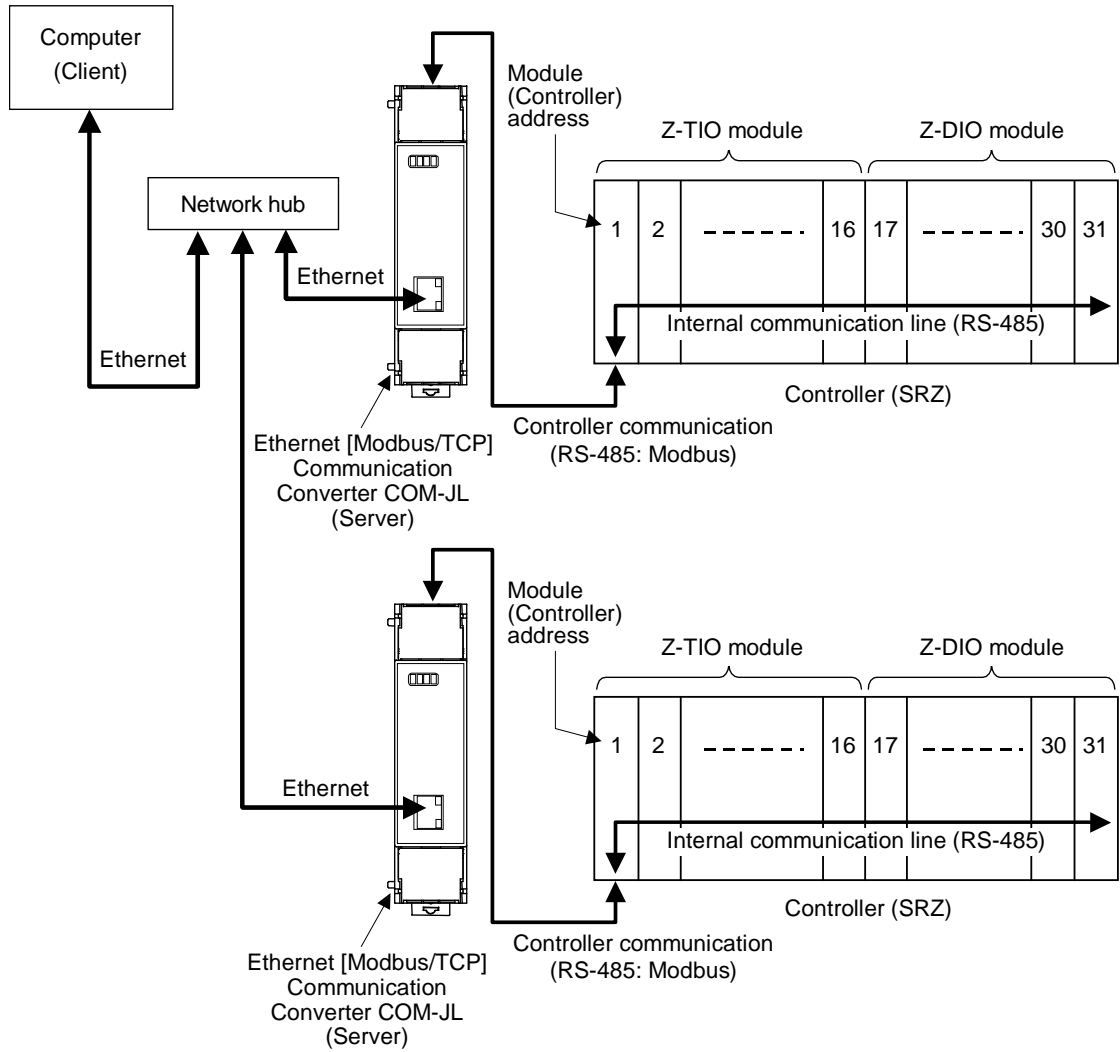 Computer
(Client)
Network hub
Ethernet
Ethernet
Module
(Controller)
address
Z-TIO module
Z-DIO module
1 2 16 17 30 31
Internal communication line (RS-485)
Controller (SRZ)
Controller communication
(RS-485: Modbus)
Ethernet [Modbus/TCP]
Communication
Converter COM-JL
(Server)
Ethernet
Module
(Controller)
address
Z-TIO module
Z-DIO module
1 2 16 17 30 31
Internal communication line (RS-485)
Controller (SRZ)
Controller communication
(RS-485: Modbus)
Ethernet [Modbus/TCP]
Communication
Converter COM-JL
(Server)